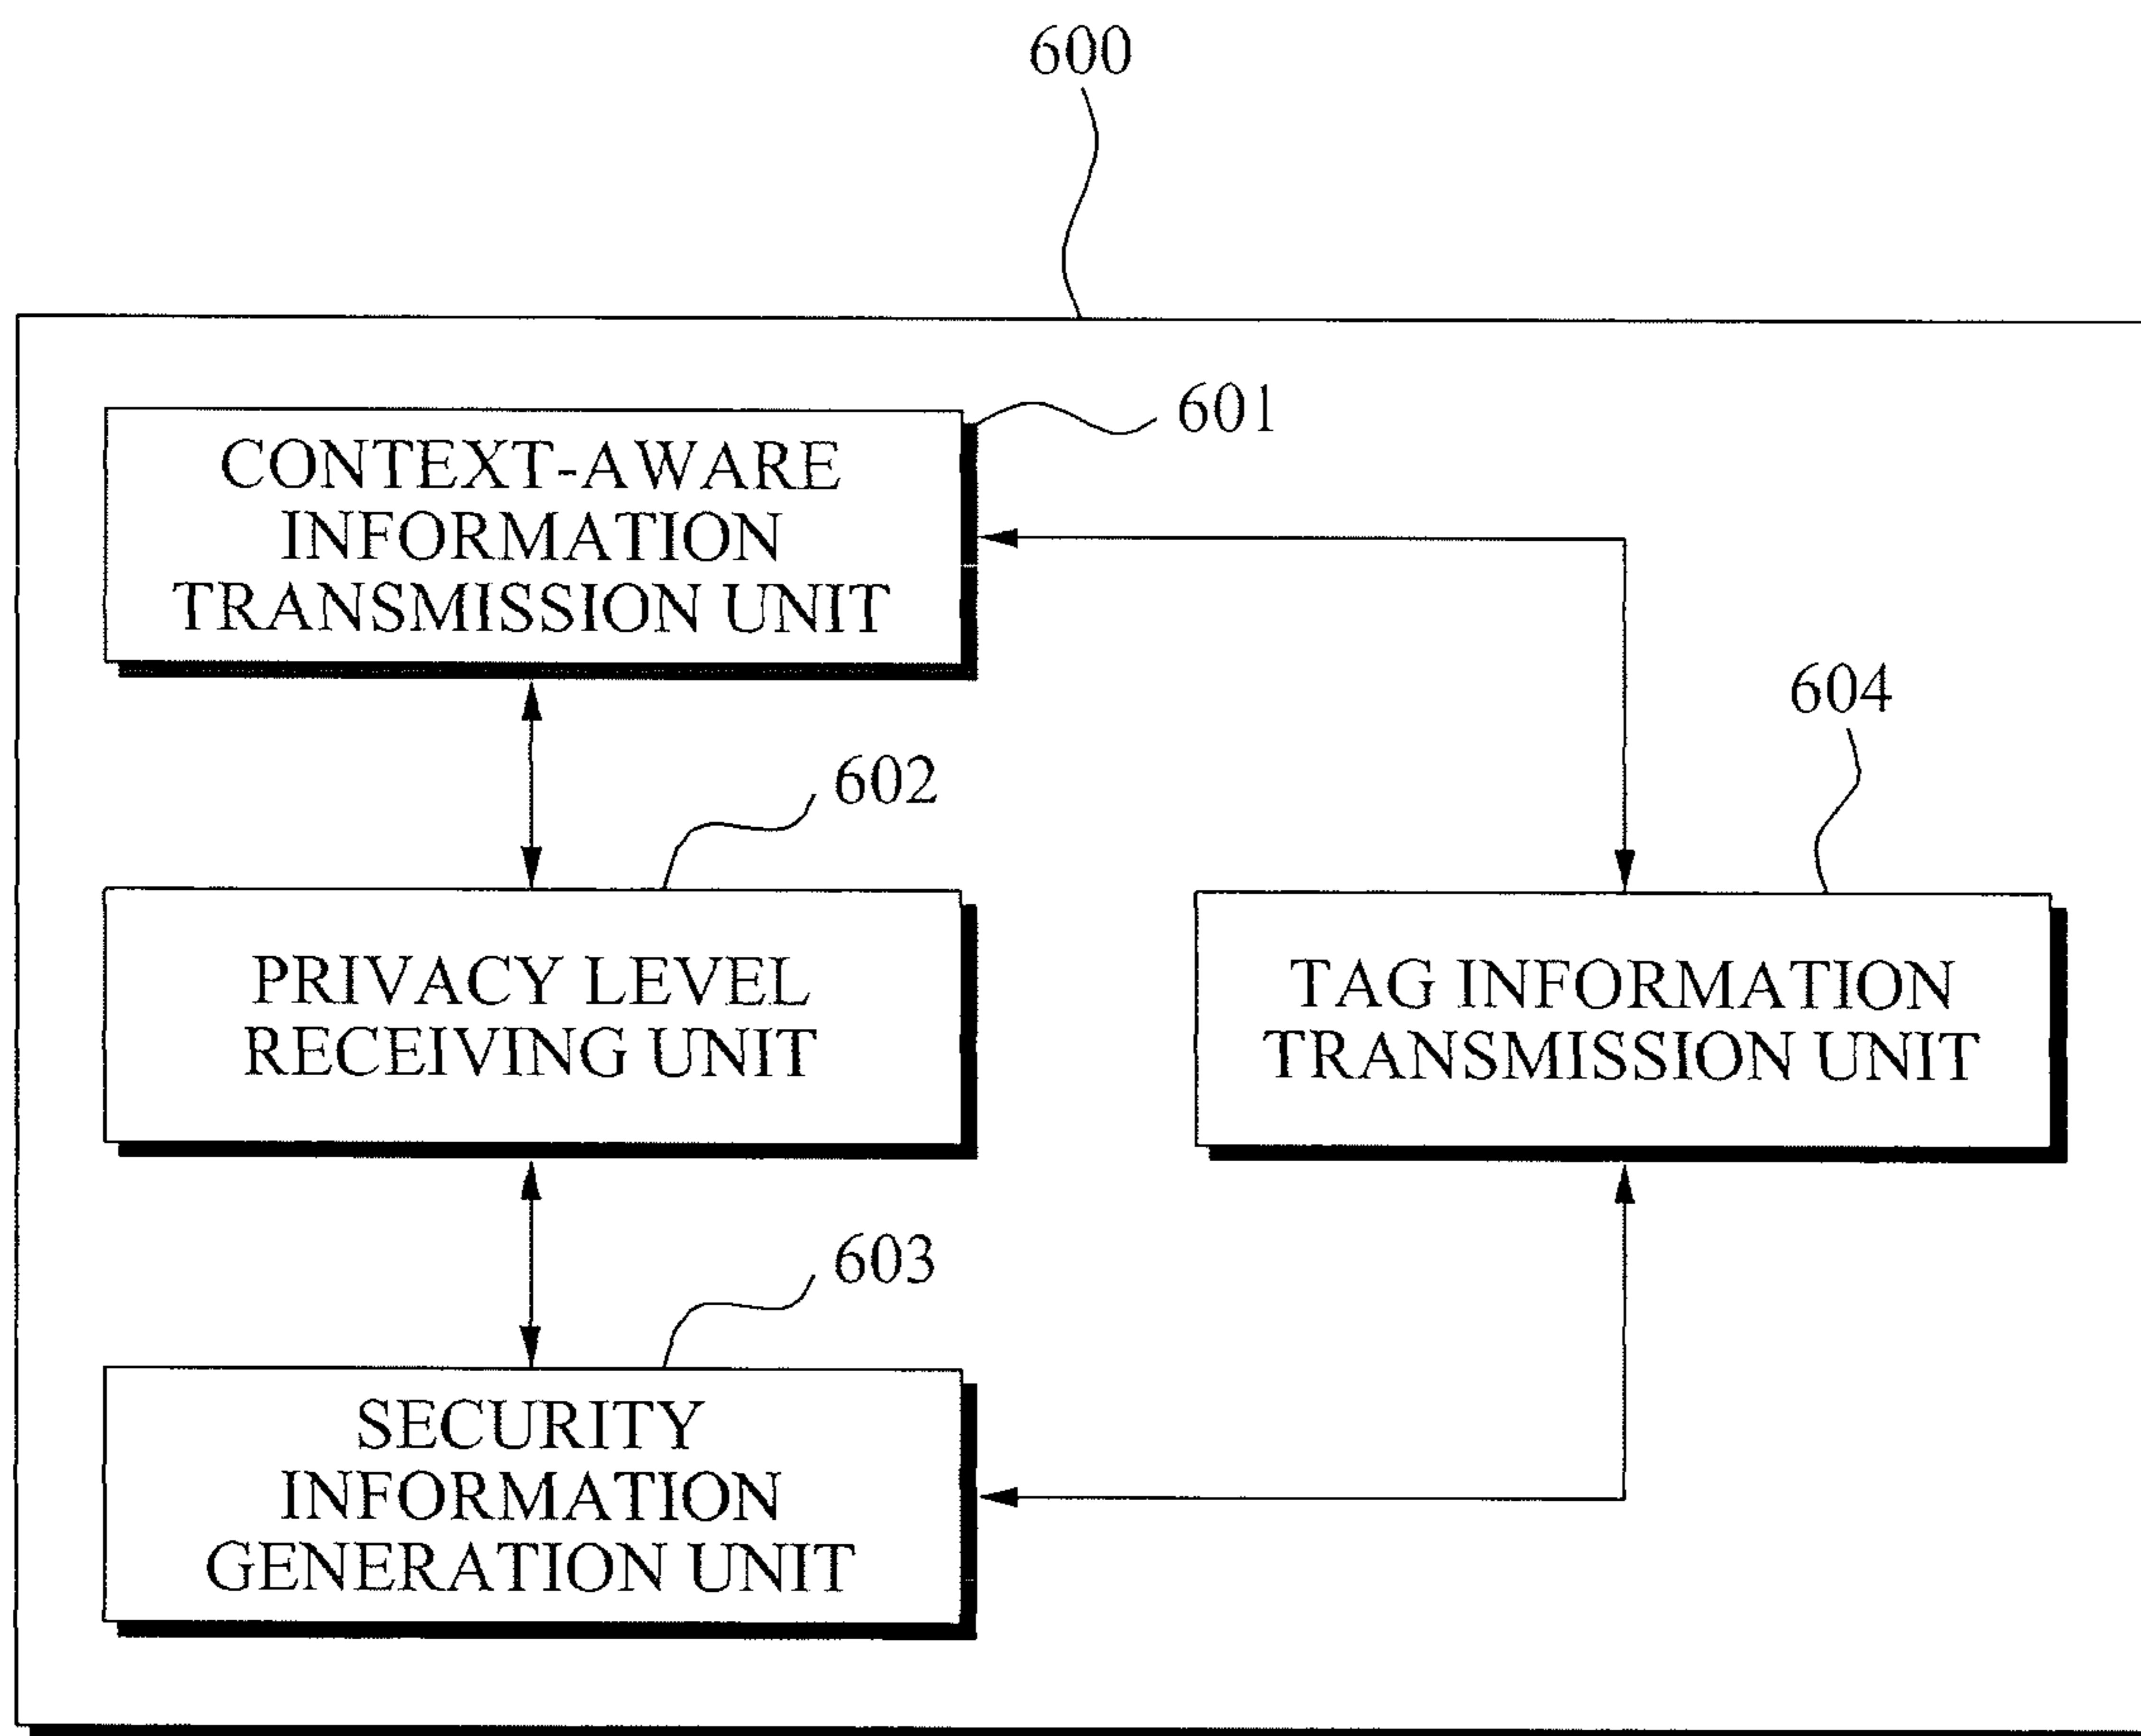 600
601
CONTEXT-AWARE
INFORMATION
TRANSMISSION UNIT
604
602
PRIVACY LEVEL
RECEIVING UNIT
TAG INFORMATION
TRANSMISSION UNIT
603
SECURITY
INFORMATION
GENERATION UNIT